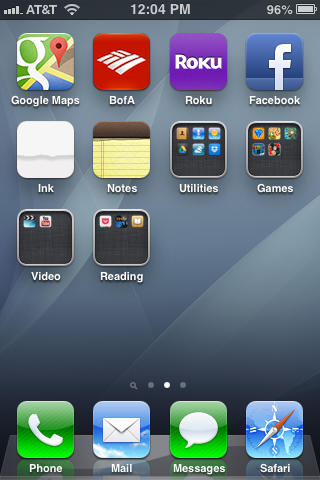 AT&T 12:04 PM 96%
Roku
Google Maps BofA Roku Facebook
Ink Notes Utilities Games
Video Reading
Phone Mail Messages Safari